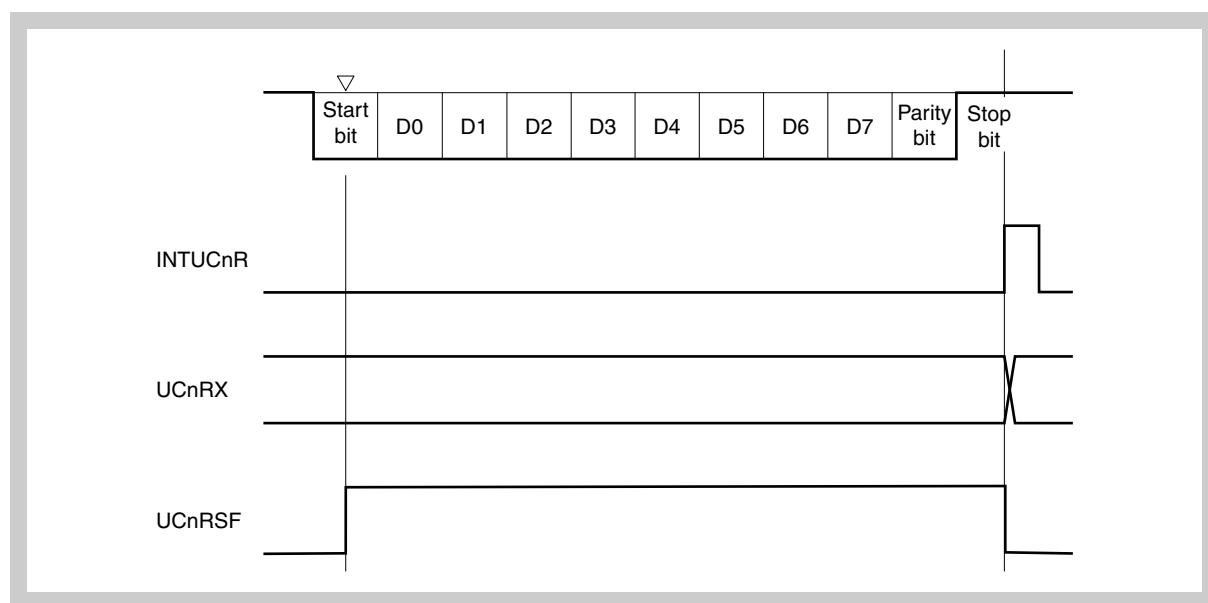 Start
bit
D0
D1
D2
D3
D4
D5
D6
D7
Parity
bit
Stop
bit
INTUCnR
UCnRX
UCnRSF